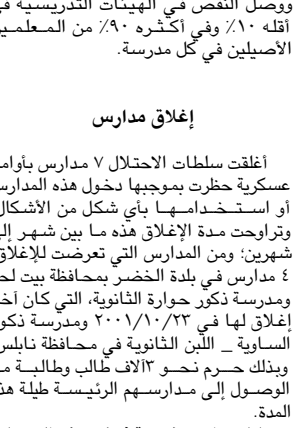 ووصل النقص في الهيئات التدريسية في
أقله ١٠٪ وفي أكثره ٩٠٪ من المعلمين
الأصيلين في كل مدرسة.
إغلاق مدارس
أغلقت سلطات الاحتلال ٧ مدارس بأوامر
عسكرية حظرت بموجبها دخول هذه المدارس
أو استخدامها بأي شكل من الأشكال
وتراوحت مدة الإغلاق هذه ما بين شهر إلى
شهرين؛ ومن المدارس التي تعرضت للإغلاق
٤ مدارس في بلدة الخضر بمحافظة بيت لحم
ومدرسة ذكور حوارة الثانوية، التي كان آخر
إغلاق لها في ٢٠٠١/١٠/٢٣ ومدرسة ذكور
الساوية _ اللبن الثانوية في محافظة نابلس
وبذلك حرم نحو ٣آلاف طالب وطالبة من
الوصول إلى مدارسهم الرئيسة طيلة هذه
المدة.